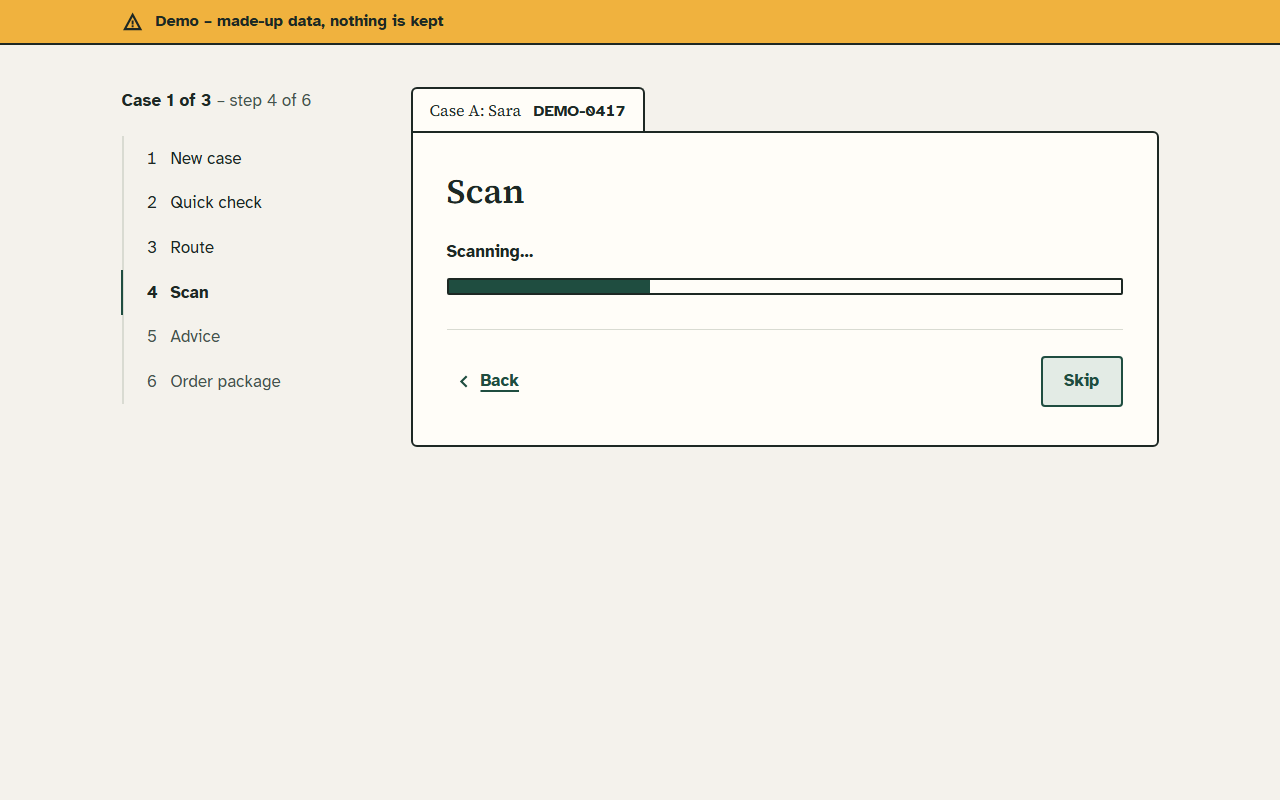 Demo – made-up data, nothing is kept
Case 1 of 3 – step 4 of 6
1 New case
2 Quick check
3 Route
4 Scan
5 Advice
6 Order package
Case A: Sara DEMO-0417
Scan
Scanning...
Back
Skip